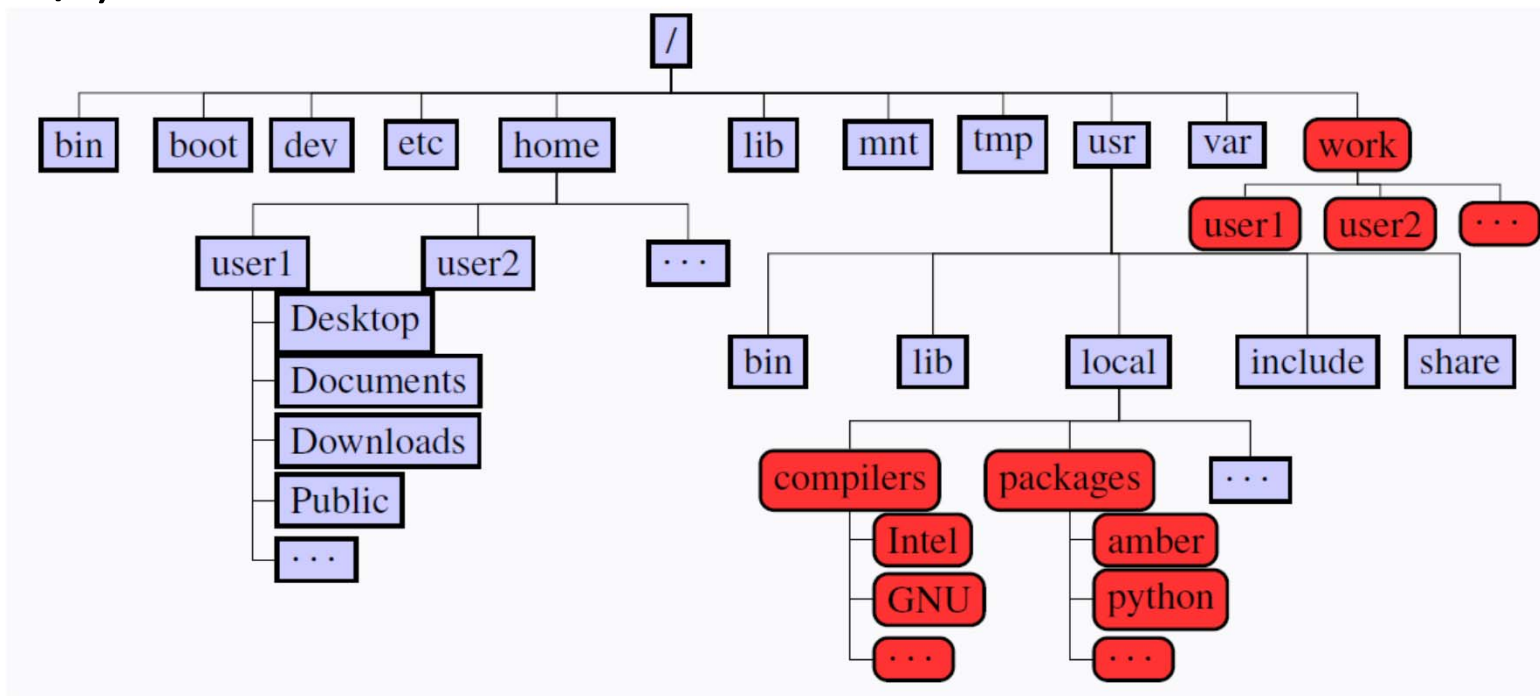 /
bin boot dev etc home lib mnt tmp usr var work
user1 user2 ...
user1 user2 ...
Desktop
Documents
Downloads
Public
...
bin lib local include share
compilers packages ...
Intel amber
GNU python
... ...